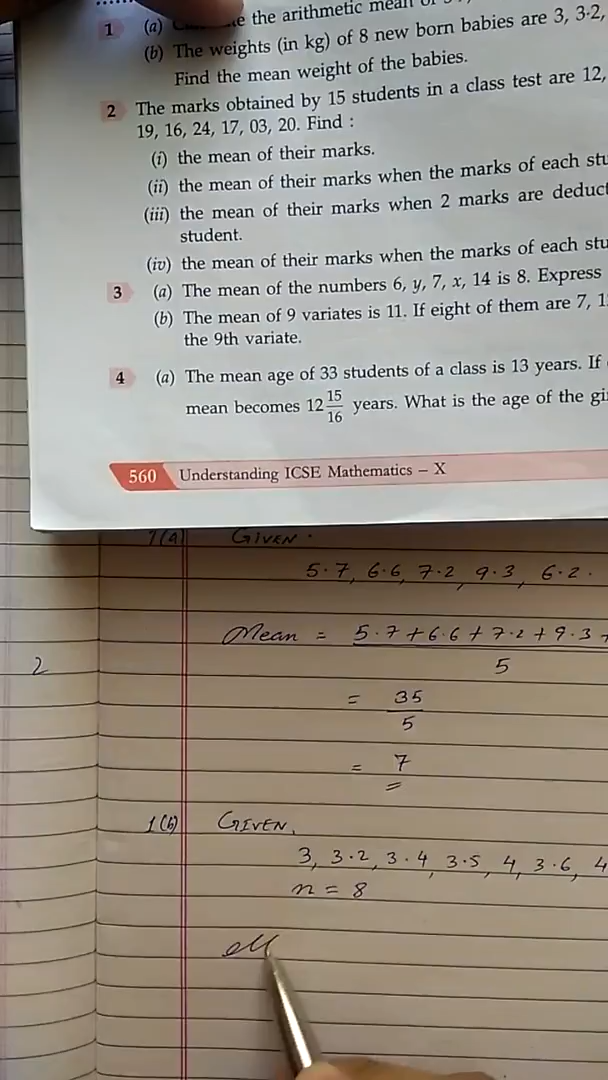 1 (a) the arithmetic mean
(b) The weights (in kg) of 8 new born babies are 3, 3·2,
Find the mean weight of the babies.
2 The marks obtained by 15 students in a class test are 12,
19, 16, 24, 17, 03, 20. Find :
(i) the mean of their marks.
(ii) the mean of their marks when the marks of each stu
(iii) the mean of their marks when 2 marks are deduct
student.
(iv) the mean of their marks when the marks of each stu
3 (a) The mean of the numbers 6, y, 7, x, 14 is 8. Express
(b) The mean of 9 variates is 11. If eight of them are 7, 1
the 9th variate.
4 (a) The mean age of 33 students of a class is 13 years. If
mean becomes 12 15/16 years. What is the age of the gi
560 Understanding ICSE Mathematics – X
1(a) GIVEN.
5·7, 6·6, 7·2, 9·3, 6·2.
Mean = 5·7+6·6+7·2+9·3+
2 5
= 35
5
= 7
1(b) GIVEN,
3, 3·2, 3·4, 3·5, 4, 3·6, 4
n = 8